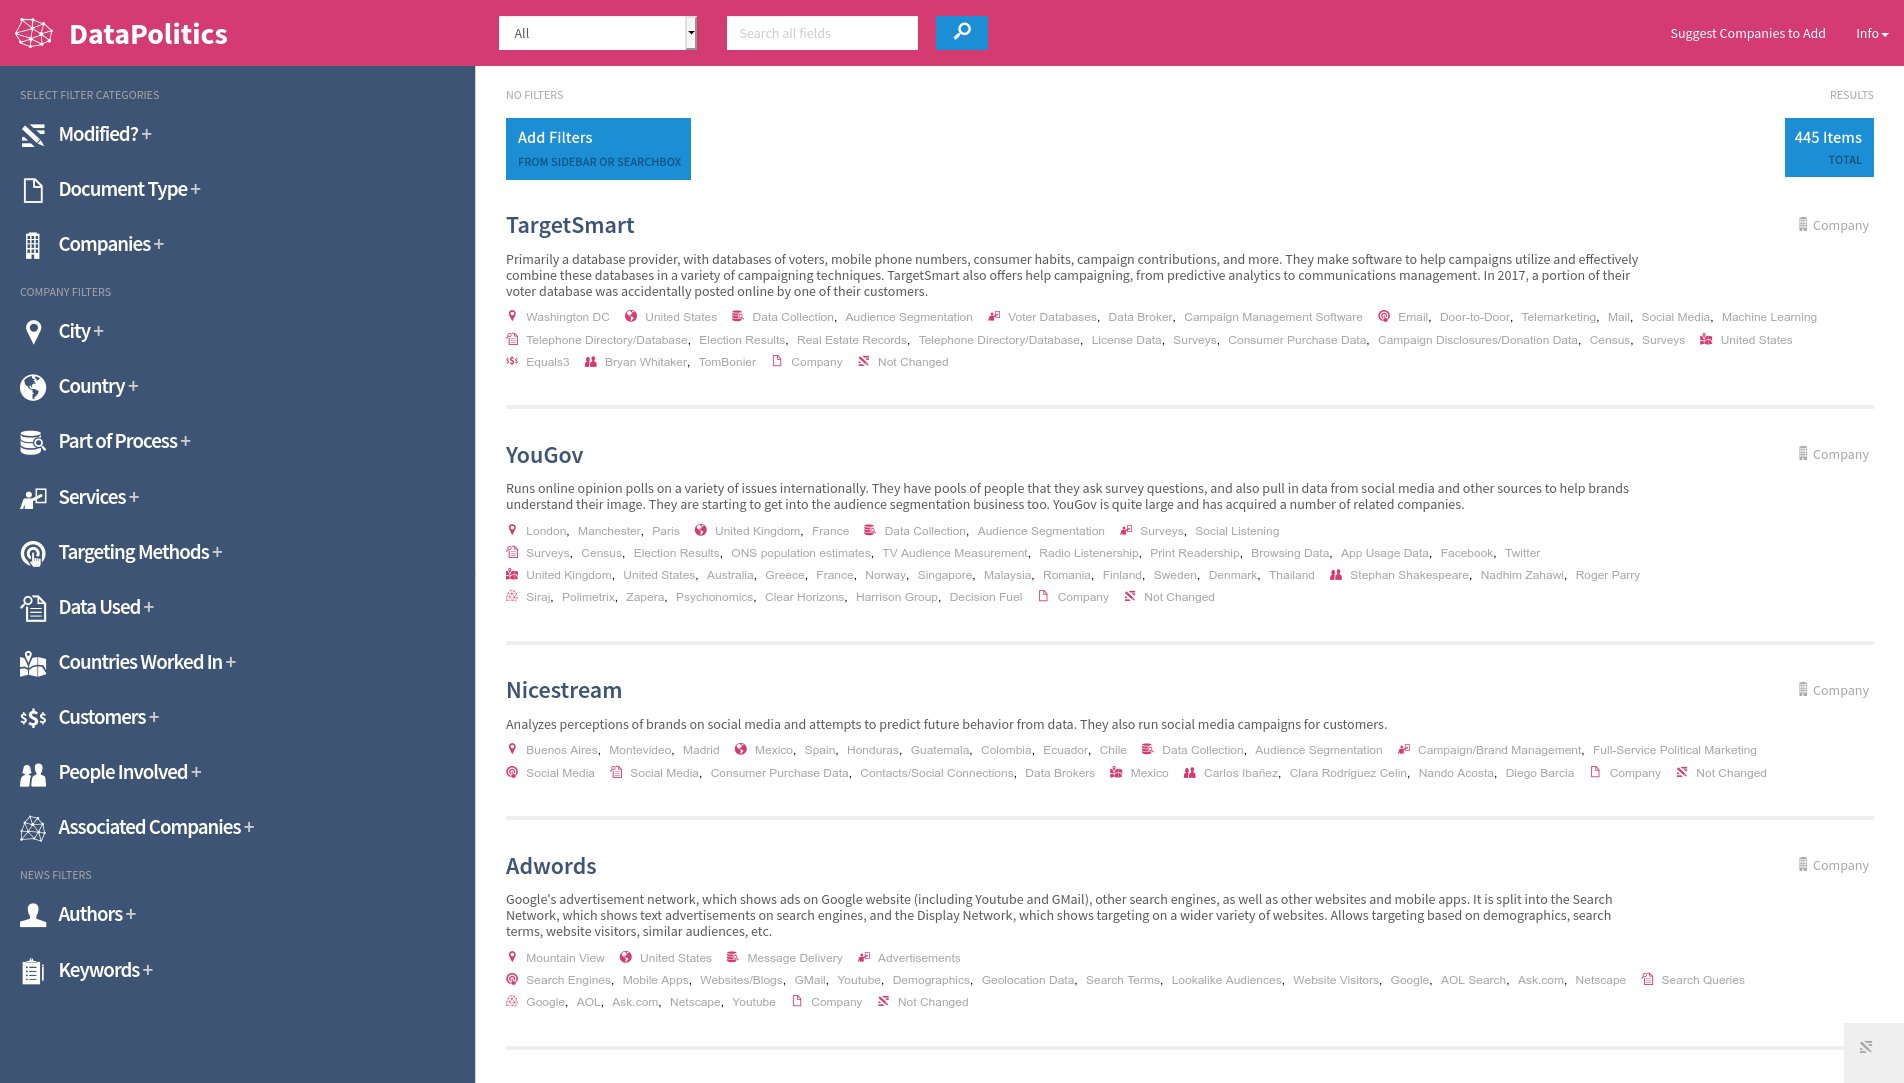 DataPolitics
All
Search all fields
Suggest Companies to Add
Info
SELECT FILTER CATEGORIES
Modified? +
Document Type +
Companies +
COMPANY FILTERS
City +
Country +
Part of Process +
Services +
Targeting Methods +
Data Used +
Countries Worked In +
Customers +
People Involved +
Associated Companies +
NEWS FILTERS
Authors +
Keywords +
NO FILTERS
RESULTS
Add Filters
FROM SIDEBAR OR SEARCHBOX
445 Items
TOTAL
TargetSmart
Company
Primarily a database provider, with databases of voters, mobile phone numbers, consumer habits, campaign contributions, and more. They make software to help campaigns utilize and effectively
combine these databases in a variety of campaigning techniques. TargetSmart also offers help campaigning, from predictive analytics to communications management. In 2017, a portion of their
voter database was accidentally posted online by one of their customers.
Washington DC United States Data Collection, Audience Segmentation Voter Databases, Data Broker, Campaign Management Software Email, Door-to-Door, Telemarketing, Mail, Social Media, Machine Learning
Telephone Directory/Database, Election Results, Real Estate Records, Telephone Directory/Database, License Data, Surveys, Consumer Purchase Data, Campaign Disclosures/Donation Data, Census, Surveys United States
$$$ Equals3 Bryan Whitaker, TomBonier Company Not Changed
YouGov
Company
Runs online opinion polls on a variety of issues internationally. They have pools of people that they ask survey questions, and also pull in data from social media and other sources to help brands
understand their image. They are starting to get into the audience segmentation business too. YouGov is quite large and has acquired a number of related companies.
London, Manchester, Paris United Kingdom, France Data Collection, Audience Segmentation Surveys, Social Listening
Surveys, Census, Election Results, ONS population estimates, TV Audience Measurement, Radio Listenership, Print Readership, Browsing Data, App Usage Data, Facebook, Twitter
United Kingdom, United States, Australia, Greece, France, Norway, Singapore, Malaysia, Romania, Finland, Sweden, Denmark, Thailand Stephan Shakespeare, Nadhim Zahawi, Roger Parry
Siraj, Polimetrix, Zapera, Psychonomics, Clear Horizons, Harrison Group, Decision Fuel Company Not Changed
Nicestream
Company
Analyzes perceptions of brands on social media and attempts to predict future behavior from data. They also run social media campaigns for customers.
Buenos Aires, Montevideo, Madrid Mexico, Spain, Honduras, Guatemala, Colombia, Ecuador, Chile Data Collection, Audience Segmentation Campaign/Brand Management, Full-Service Political Marketing
Social Media Social Media, Consumer Purchase Data, Contacts/Social Connections, Data Brokers Mexico Carlos Ibañez, Clara Rodriguez Celin, Nando Acosta, Diego Barcia Company Not Changed
Adwords
Company
Google's advertisement network, which shows ads on Google website (including Youtube and GMail), other search engines, as well as other websites and mobile apps. It is split into the Search
Network, which shows text advertisements on search engines, and the Display Network, which shows targeting on a wider variety of websites. Allows targeting based on demographics, search
terms, website visitors, similar audiences, etc.
Mountain View United States Message Delivery Advertisements
Search Engines, Mobile Apps, Websites/Blogs, GMail, Youtube, Demographics, Geolocation Data, Search Terms, Lookalike Audiences, Website Visitors, Google, AOL Search, Ask.com, Netscape Search Queries
Google, AOL, Ask.com, Netscape, Youtube Company Not Changed